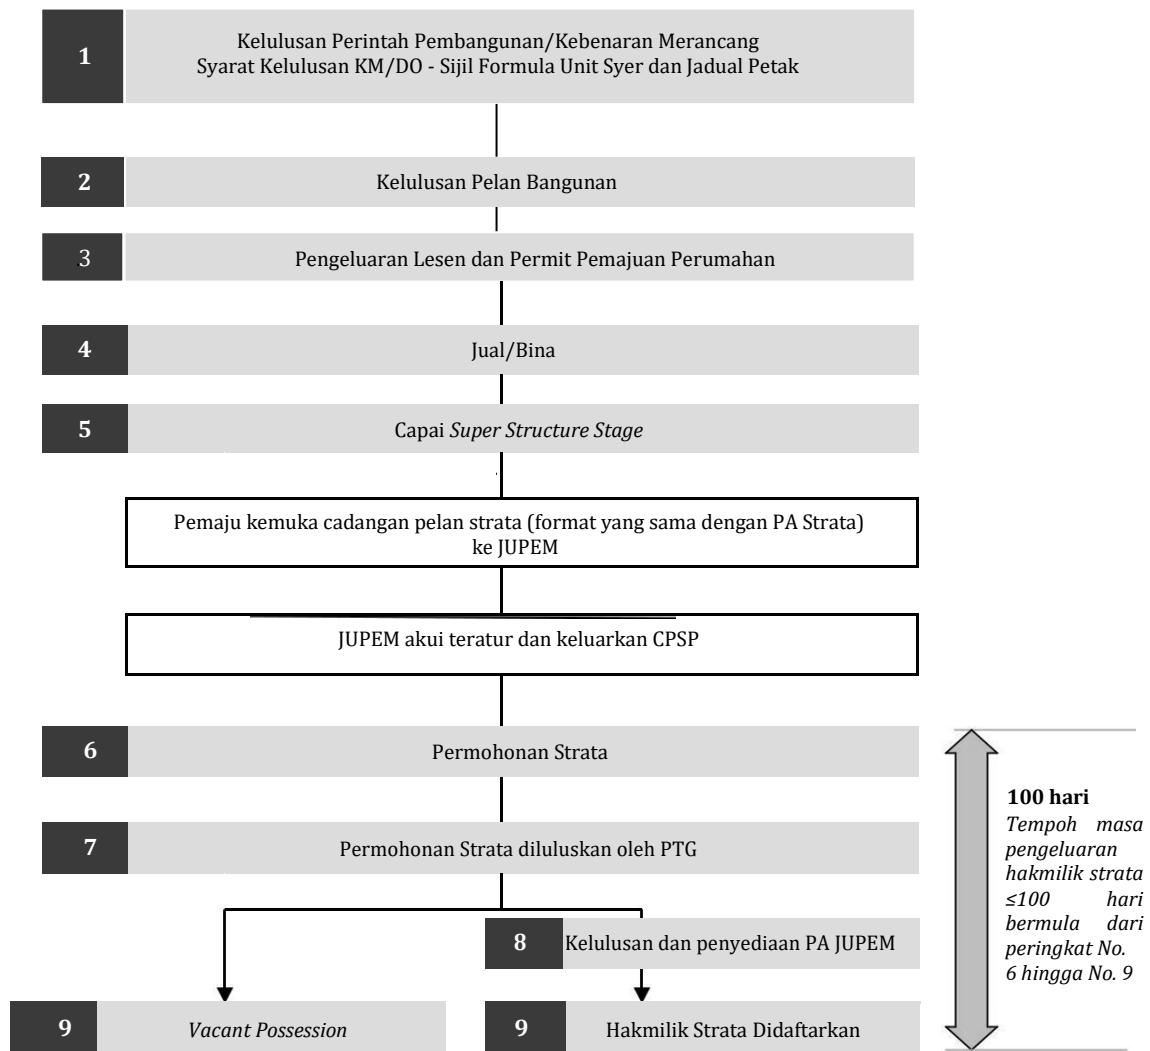 1
Kelulusan Perintah Pembangunan/Kebenaran Merancang
Syarat Kelulusan KM/DO - Sijil Formula Unit Syer dan Jadual Petak
2
Kelulusan Pelan Bangunan
3
Pengeluaran Lesen dan Permit Pemajuan Perumahan
4
Jual/Bina
5
Capai Super Structure Stage
Pemaju kemuka cadangan pelan strata (format yang sama dengan PA Strata)
ke JUPEM
JUPEM akui teratur dan keluarkan CPSP
6
Permohonan Strata
7
Permohonan Strata diluluskan oleh PTG
8
Kelulusan dan penyediaan PA JUPEM
9
Vacant Possession
9
Hakmilik Strata Didaftarkan
100 hari
Tempoh masa
pengeluaran
hakmilik strata
≤100 hari
bermula dari
peringkat No.
6 hingga No. 9